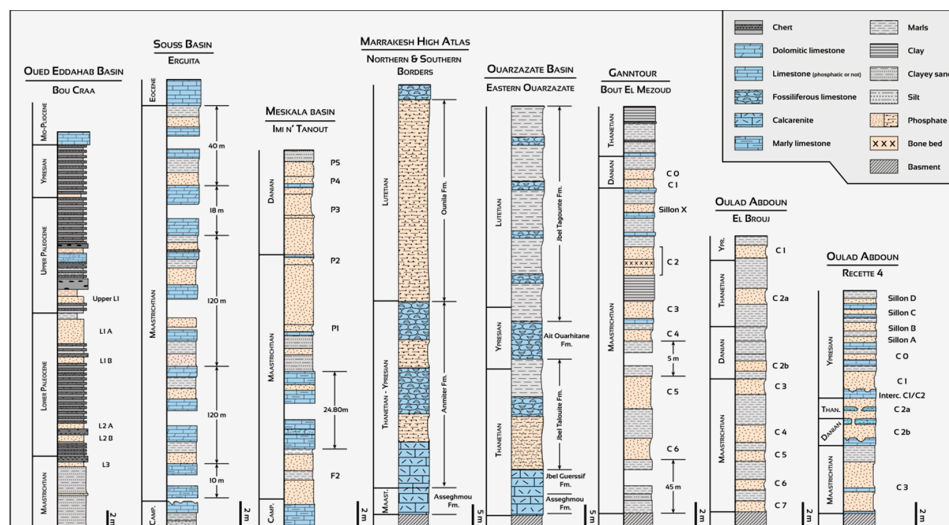 OUED EDDAHAB BASIN
BOU CRAA
MIO-PLIOCENE
YPRESIAN
UPPER PALEOCENE
LOWER PALEOCENE
MAASTRICHTIAN
Upper L1
L1 A
L1 B
L2 A
L2 B
L3
2 m
SOUSS BASIN
ERGUITA
EOCENE
MAASTRICHTIAN
CAMP.
40 m
18 m
120 m
120 m
10 m
2 m
MESKALA BASIN
IMI N' TANOUT
DANIAN
MAASTRICHTIAN
CAMP.
P5
P4
P3
P2
P1
24.80m
F2
2 m
MARRAKESH HIGH ATLAS
NORTHERN & SOUTHERN
BORDERS
LUTETIAN
THANETIAN - YPRESIAN
MAAST.
Ounila Fm.
Anmiter Fm.
Asseghmou
Fm.
5 m
OUARZAZATE BASIN
EASTERN OUARZAZATE
LUTETIAN
YPRESIAN
THANETIAN
Jbel Tagounte Fm.
Ait Ouarhitane
Fm.
Jbel Talouite Fm.
Jbel Guerssif
Fm.
Asseghmou
Fm.
5 m
GANNTOUR
BOUT EL MEZOUD
THANETIAN
DANIAN
MAASTRICHTIAN
C 0
C 1
Sillon X
C 2
C 3
C 4
5 m
C 5
C 6
45 m
2 m
OULAD ABDOUN
EL BROUJ
YPR.
THANETIAN
DANIAN
MAASTRICHTIAN
C 1
C 2a
C 2b
C 3
C 4
C 5
C 6
C 7
2 m
OULAD ABDOUN
RECETTE 4
YPRESIAN
THAN.
DANIAN
MAASTRICHTIAN
Sillon D
Sillon C
Sillon B
Sillon A
C 0
C 1
Interc. C1/C2
C 2a
C 2b
C 3
2 m
Chert
Dolomitic limestone
Limestone (phosphatic or not)
Fossiliferous limestone
Calcarenite
Marly limestone
Marls
Clay
Clayey sand
Silt
Phosphate
Bone bed
Basment